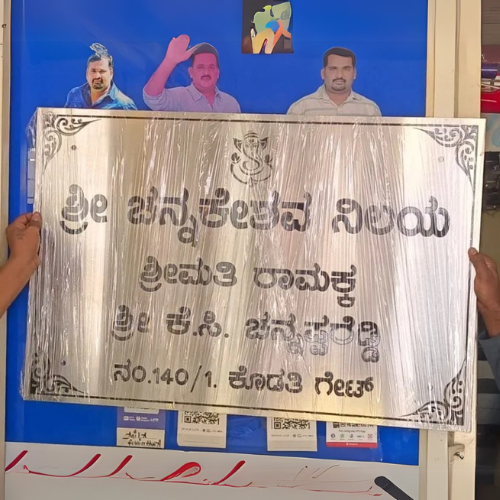 ಶ್ರೀ ಚನ್ನಕೇಶವ ನಿಲಯ
ಶ್ರೀಮತಿ ರಾಮಕ್ಕ
ಶ್ರೀ ಕೆ.ಸಿ. ಚನ್ನಪ್ಪರೆಡ್ಡಿ
ನಂ.140/1. ಕೊಡತಿ ಗೇಟ್